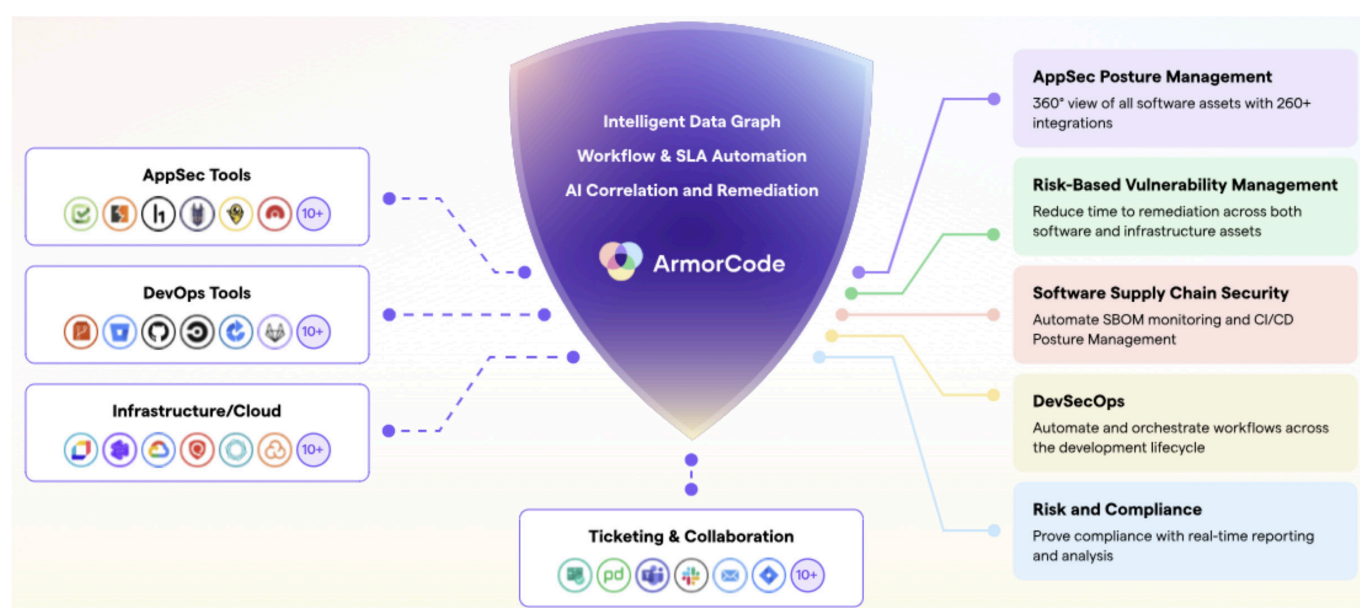 AppSec Tools
10+
DevOps Tools
10+
Infrastructure/Cloud
10+
Intelligent Data Graph
Workflow & SLA Automation
AI Correlation and Remediation
ArmorCode
Ticketing & Collaboration
pd
10+
AppSec Posture Management
360° view of all software assets with 260+
integrations
Risk-Based Vulnerability Management
Reduce time to remediation across both
software and infrastructure assets
Software Supply Chain Security
Automate SBOM monitoring and CI/CD
Posture Management
DevSecOps
Automate and orchestrate workflows across
the development lifecycle
Risk and Compliance
Prove compliance with real-time reporting
and analysis